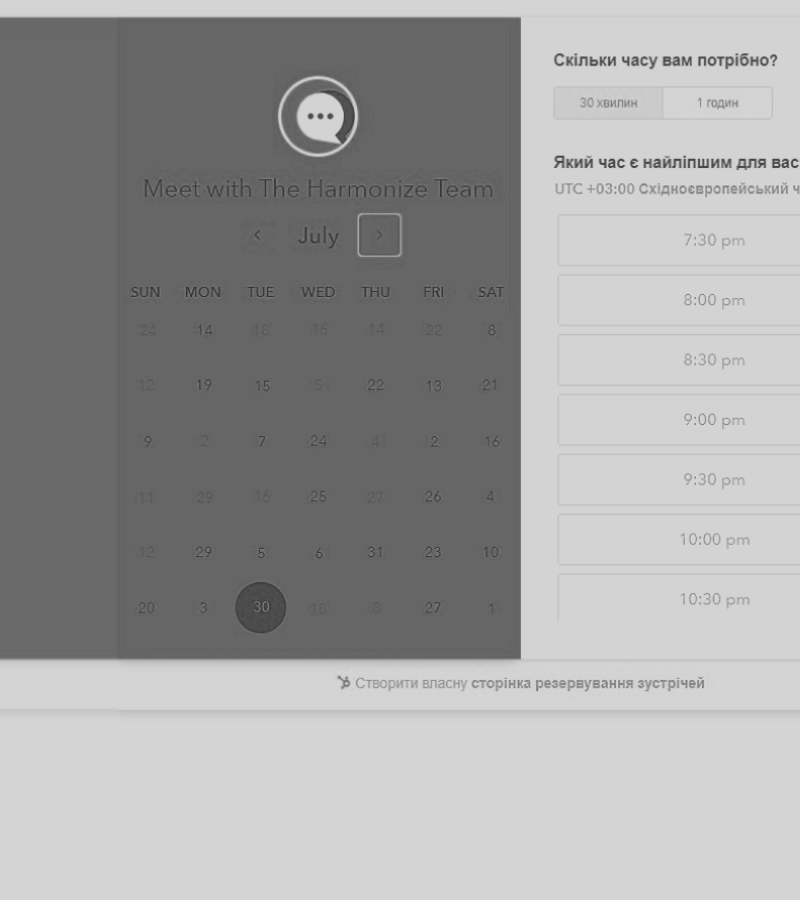 Скільки часу вам потрібно?
30 хвилин 1 годин
Meet with The Harmonize Team
July
SUN MON TUE WED THU FRI SAT
24 14 18 16 14 22 8
12 19 15 5 22 13 21
9 2 7 24 4 2 16
11 29 16 25 27 26 4
12 29 5 6 31 23 10
20 3 30 18 8 27 1
Який час є найліпшим для вас
UTC +03:00 Східноєвропейський ч
7:30 pm
8:00 pm
8:30 pm
9:00 pm
9:30 pm
10:00 pm
10:30 pm
Створити власну сторінка резервування зустрічей